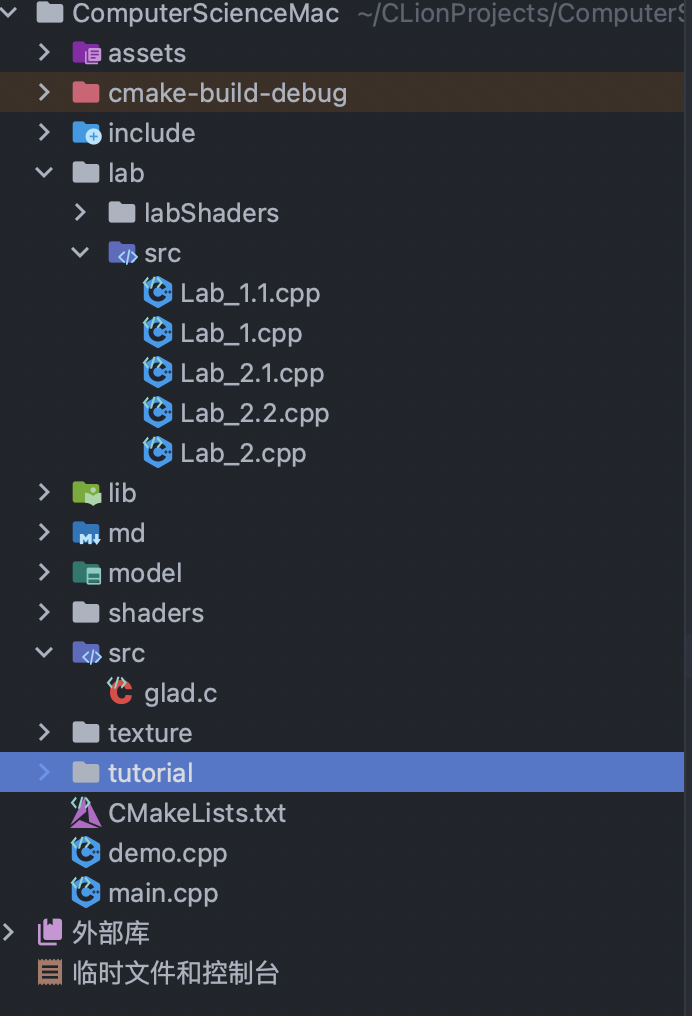 ComputerScienceMac ~/CLionProjects/Computer
assets
cmake-build-debug
include
lab
labShaders
src
Lab_1.1.cpp
Lab_1.cpp
Lab_2.1.cpp
Lab_2.2.cpp
Lab_2.cpp
lib
md
model
shaders
src
glad.c
texture
tutorial
CMakeLists.txt
demo.cpp
main.cpp
外部库
临时文件和控制台